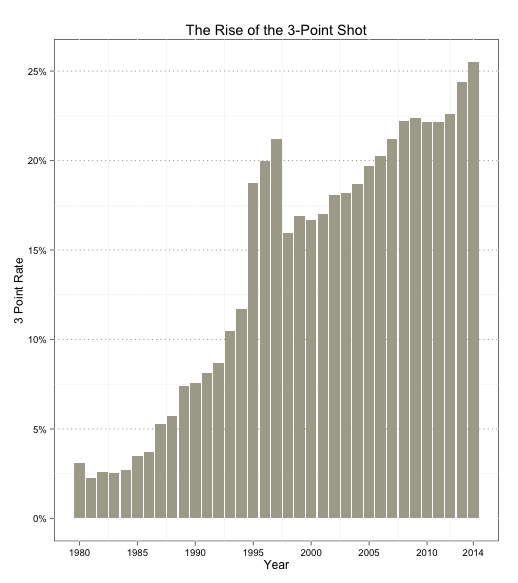 The Rise of the 3-Point Shot
3 Point Rate
25%
20%
15%
10%
5%
0%
1980 1985 1990 1995 2000 2005 2010 2014
Year